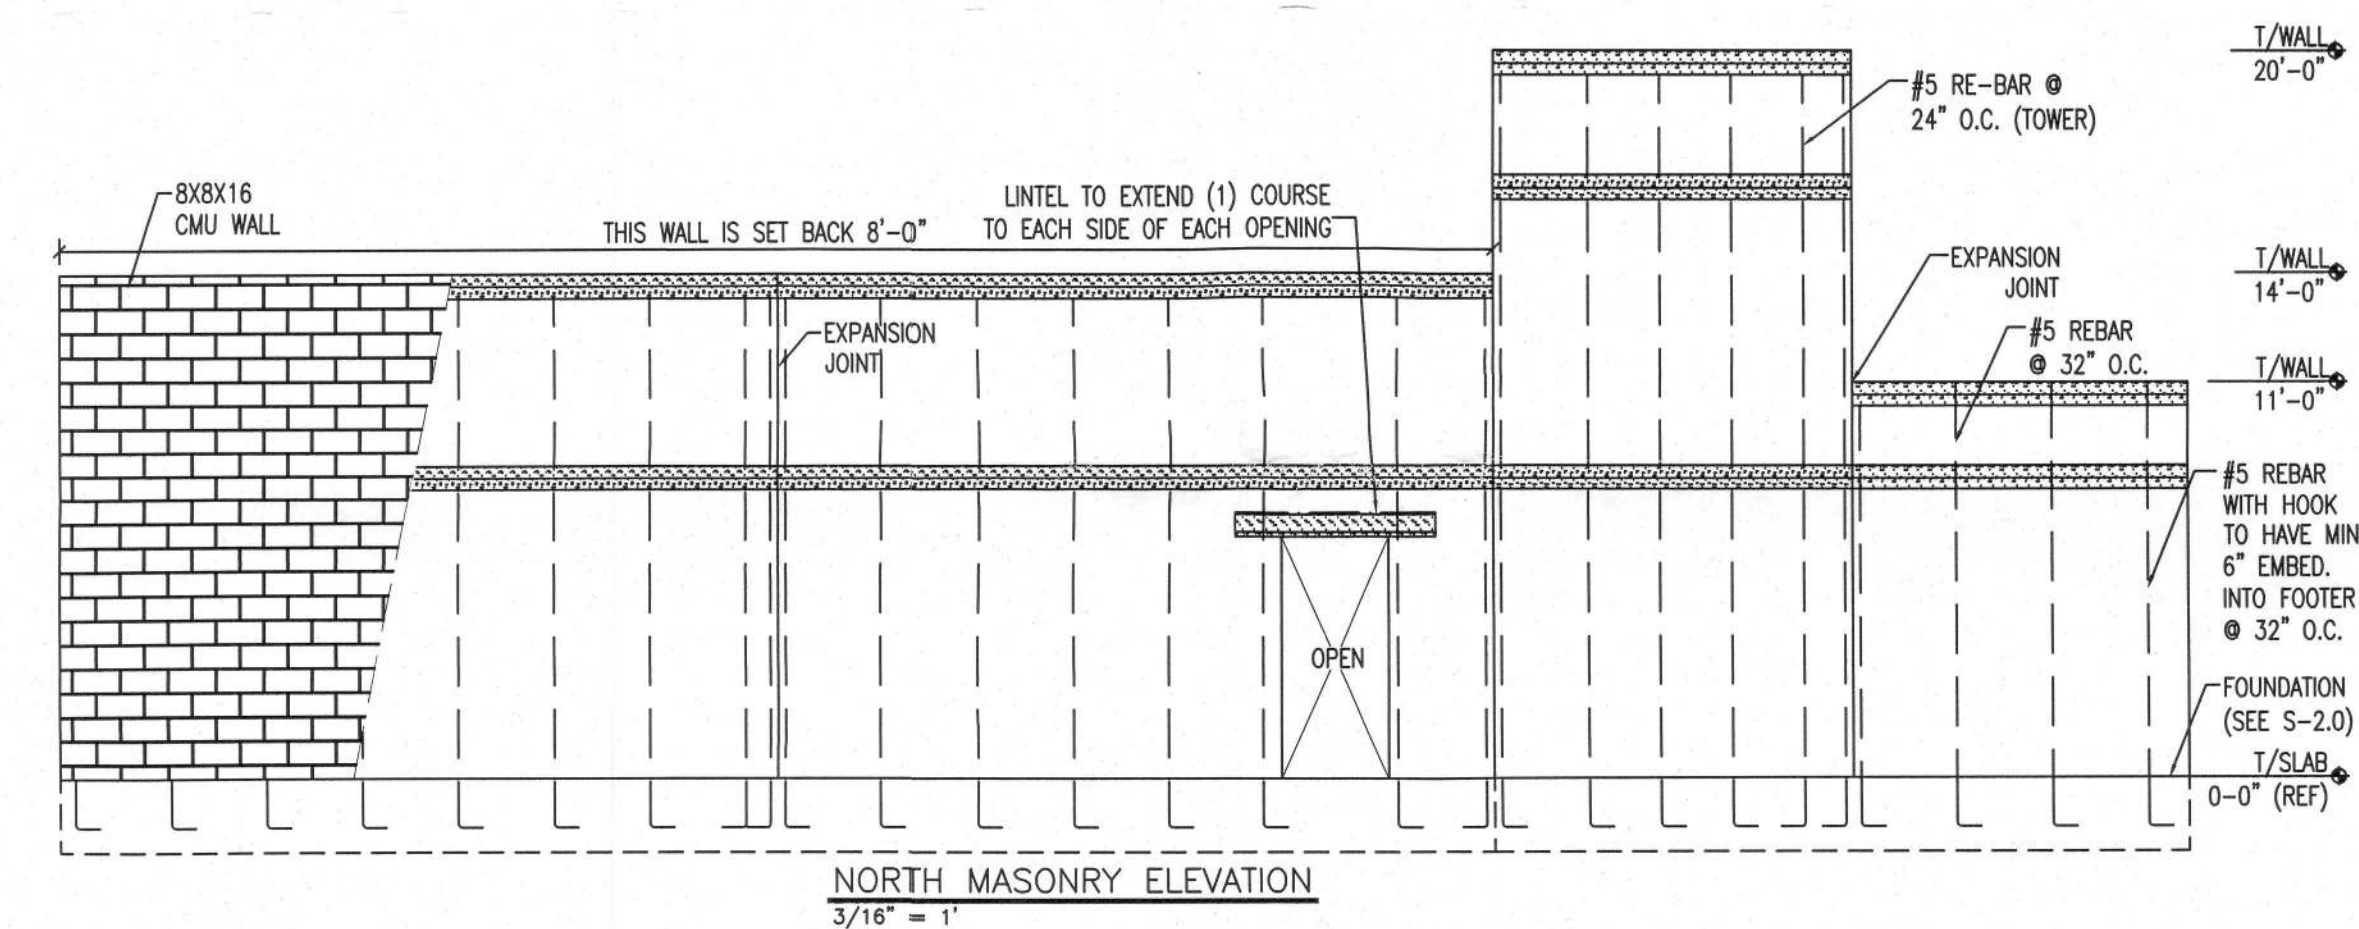 T/WALL
20'-0"
#5 RE-BAR @
24" O.C. (TOWER)
8X8X16
CMU WALL
THIS WALL IS SET BACK 8'-0"
LINTEL TO EXTEND (1) COURSE
TO EACH SIDE OF EACH OPENING
EXPANSION
JOINT
T/WALL
14'-0"
EXPANSION
JOINT
#5 REBAR
@ 32" O.C.
T/WALL
11'-0"
#5 REBAR
WITH HOOK
TO HAVE MIN
6" EMBED.
INTO FOOTER
@ 32" O.C.
OPEN
FOUNDATION
(SEE S-2.0)
T/SLAB
0-0" (REF)
NORTH MASONRY ELEVATION
3/16" = 1'